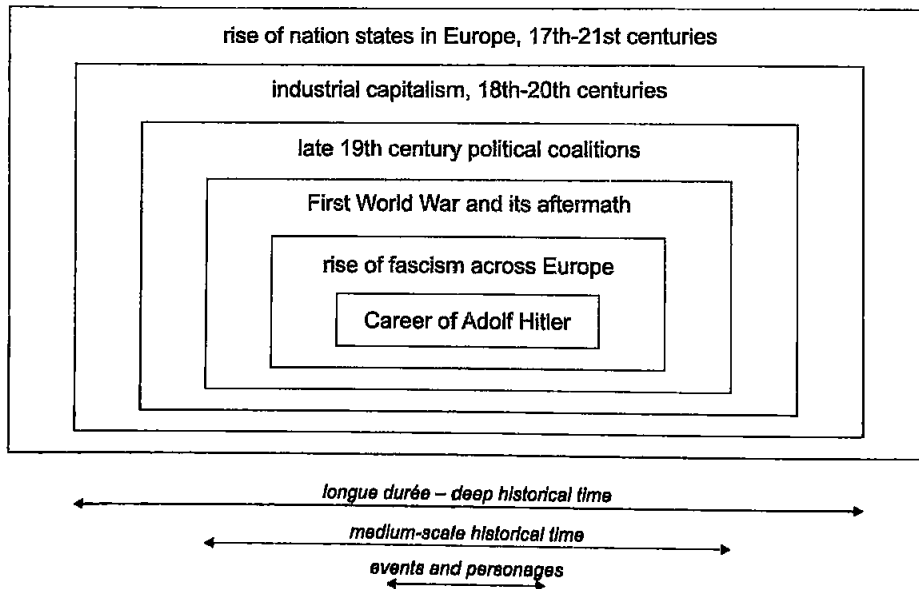 rise of nation states in Europe, 17th-21st centuries
industrial capitalism, 18th-20th centuries
late 19th century political coalitions
First World War and its aftermath
rise of fascism across Europe
Career of Adolf Hitler
longue durée – deep historical time
medium-scale historical time
events and personages